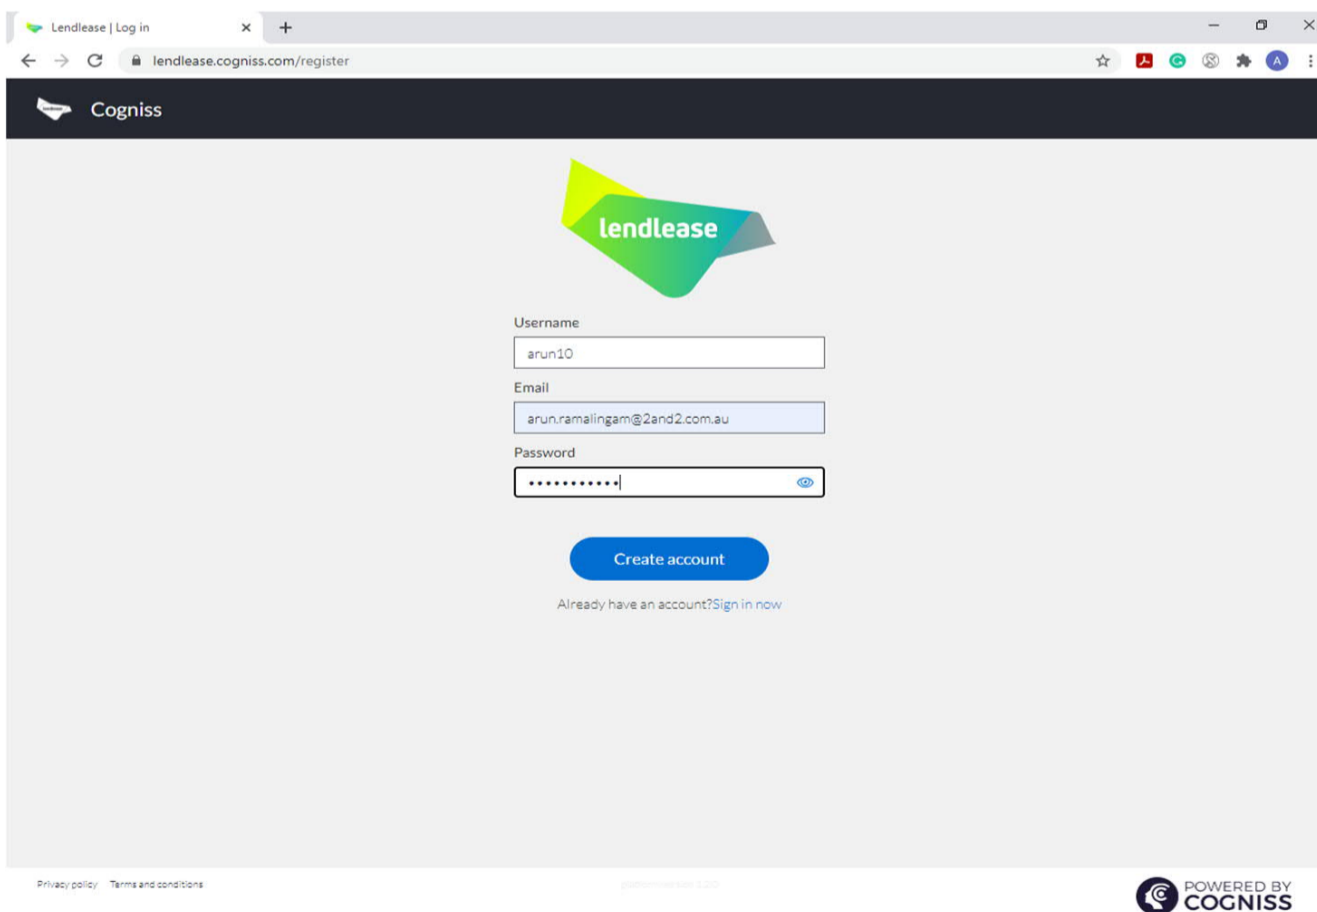 Lendlease | Log in
lendlease.cogniss.com/register
A
Cogniss
lendlease
Username
arun10
Email
arun.ramalingam@2and2.com.au
Password
•••••••••••
Create account
Already have an account?Sign in now
Privacy policy Terms and conditions
POWERED BY
COGNISS